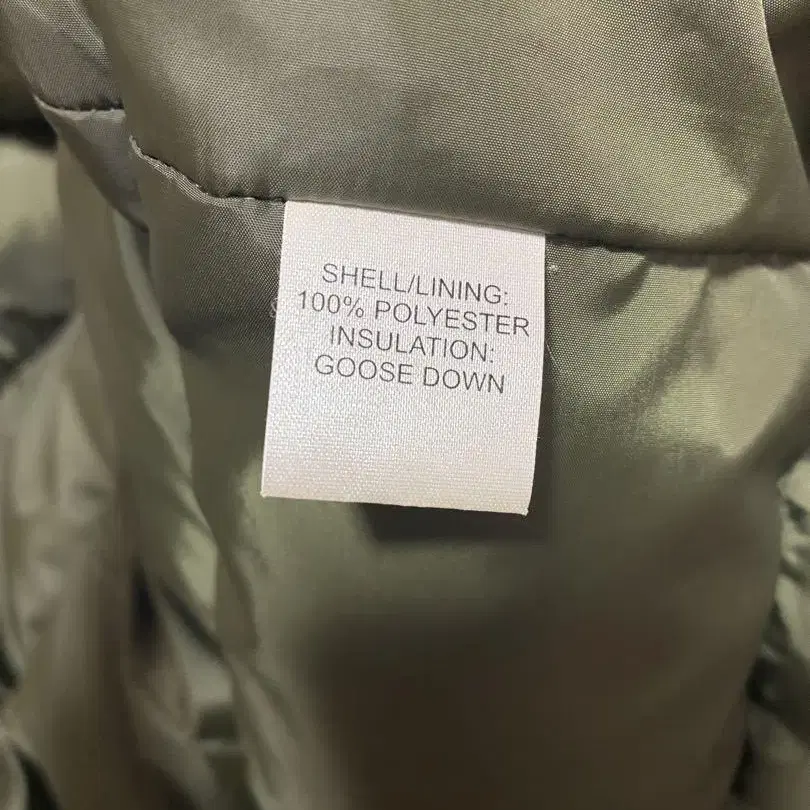 SHELL/LINING:
100% POLYESTER
INSULATION:
GOOSE DOWN